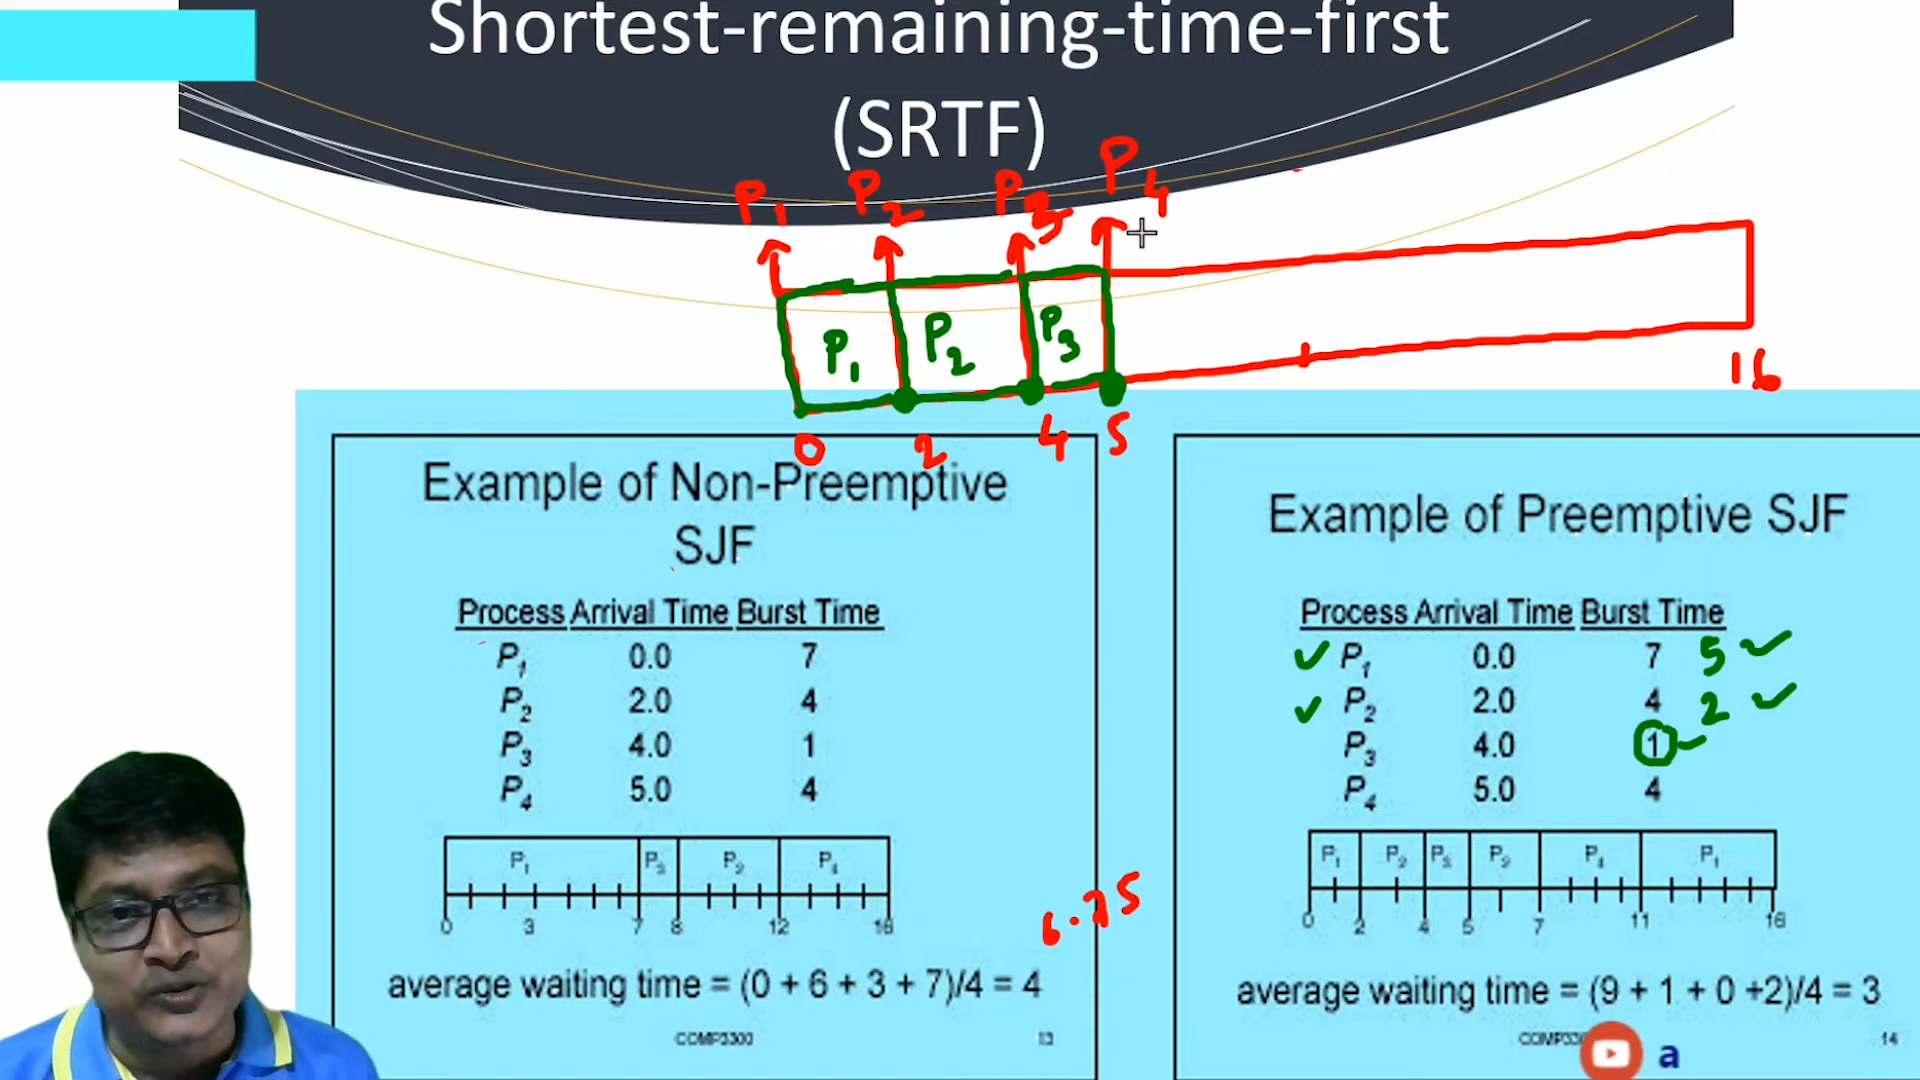 Shortest-remaining-time-first
(SRTF)
P1 P2 P3 P4
P1 P2 P3
0 2 4 5 16
Example of Non-Preemptive
SJF
Process Arrival Time Burst Time
P1 0.0 7
P2 2.0 4
P3 4.0 1
P4 5.0 4
P1 P3 P2 P4
0 3 7 8 12 16
average waiting time = (0 + 6 + 3 + 7)/4 = 4
COMP3300 13
6.75
Example of Preemptive SJF
Process Arrival Time Burst Time
✓ P1 0.0 7 5 ✓
✓ P2 2.0 4 2 ✓
P3 4.0 1 ✓
P4 5.0 4
P1 P2 P3 P2 P4 P1
0 2 4 5 7 11 16
average waiting time = (9 + 1 + 0 +2)/4 = 3
14
a